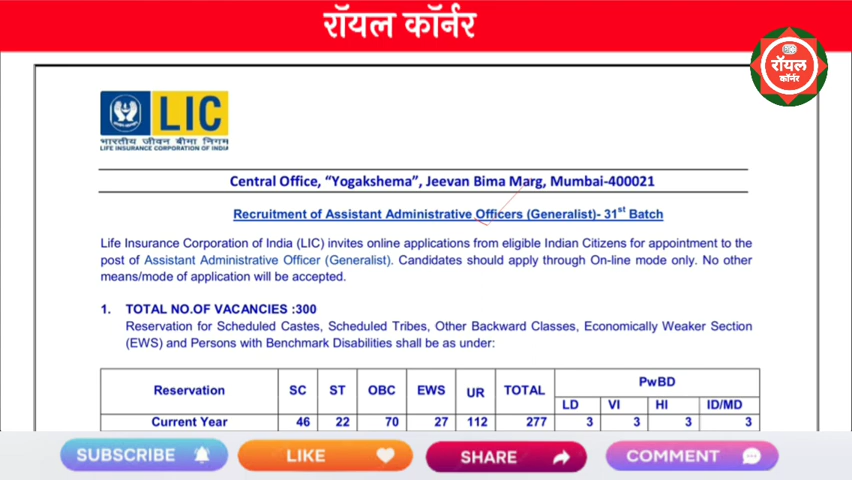 रॉयल कॉर्नर
रॉयल
कॉर्नर
LIC
भारतीय जीवन बीमा निगम
LIFE INSURANCE CORPORATION OF INDIA
Central Office, “Yogakshema”, Jeevan Bima Marg, Mumbai-400021
Recruitment of Assistant Administrative Officers (Generalist)- 31st Batch
Life Insurance Corporation of India (LIC) invites online applications from eligible Indian Citizens for appointment to the
post of Assistant Administrative Officer (Generalist). Candidates should apply through On-line mode only. No other
means/mode of application will be accepted.
1. TOTAL NO.OF VACANCIES :300
Reservation for Scheduled Castes, Scheduled Tribes, Other Backward Classes, Economically Weaker Section
(EWS) and Persons with Benchmark Disabilities shall be as under:
Reservation SC ST OBC EWS UR TOTAL PwBD
LD VI HI ID/MD
Current Year 46 22 70 27 112 277 3 3 3 3
SUBSCRIBE LIKE SHARE COMMENT